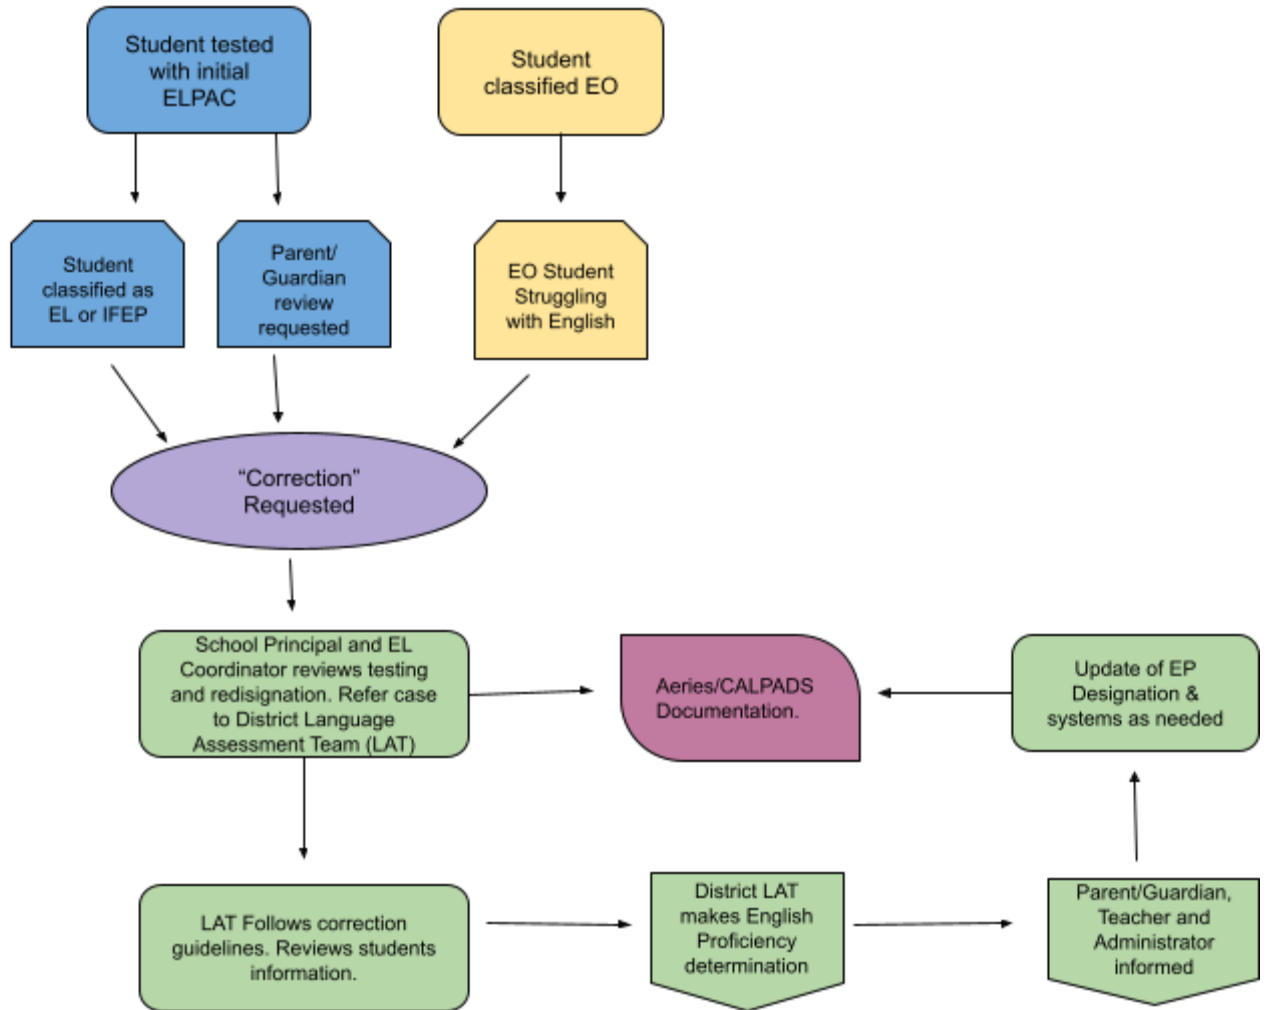 Student tested
with initial
ELPAC
Student
classified EO
Student
classified as
EL or IFEP
Parent/
Guardian
review
requested
EO Student
Struggling
with English
“Correction”
Requested
School Principal and EL
Coordinator reviews testing
and redisignation. Refer case
to District Language
Assessment Team (LAT)
Aeries/CALPADS
Documentation.
Update of EP
Designation &
systems as needed
LAT Follows correction
guidelines. Reviews students
information.
District LAT
makes English
Proficiency
determination
Parent/Guardian,
Teacher and
Administrator
informed